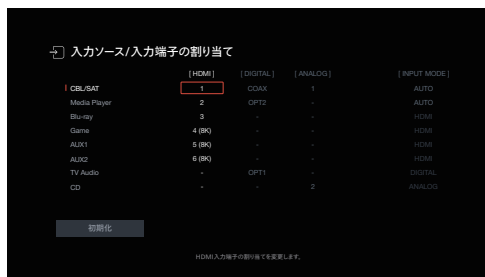 入力ソース/入力端子の割り当て
[ HDMI ] [ DIGITAL ] [ ANALOG ] [ INPUT MODE ]
CBL/SAT 1 COAX 1 AUTO
Media Player 2 OPT2 - AUTO
Blu-ray 3 - - HDMI
Game 4 (8K) - - HDMI
AUX1 5 (8K) - - HDMI
AUX2 6 (8K) - - HDMI
TV Audio - OPT1 - DIGITAL
CD - - 2 ANALOG
初期化
HDMI入力端子の割り当てを変更します。